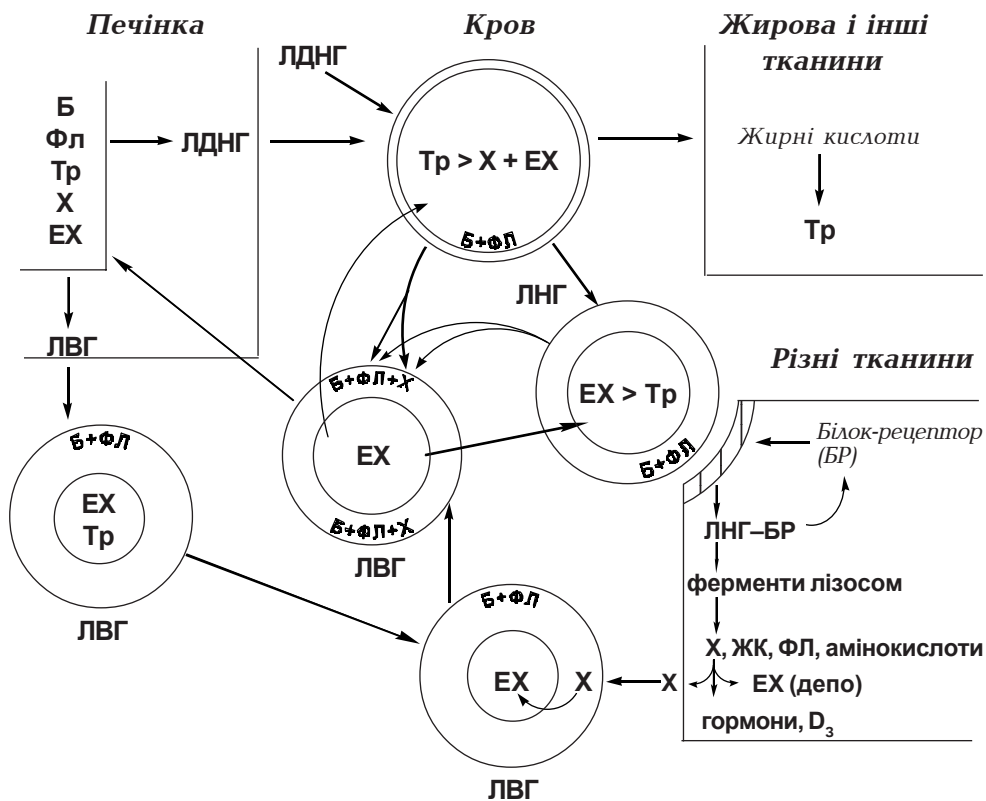 Печінка
Кров
Жирова і інші
тканини
ЛДНГ
Б
Фл
Тр
Х
ЕХ
ЛДНГ
Тр > Х + ЕХ
Б+ФЛ
Жирні кислоти
Тр
ЛВГ
ЛНГ
Б+ФЛ+Х
ЕХ
Б+ФЛ+Х
ЛВГ
ЕХ > Тр
Б+ФЛ
Різні тканини
Білок-рецептор
(БР)
ЛНГ–БР
ферменти лізосом
Х, ЖК, ФЛ, амінокислоти
Х
ЕХ (депо)
гормони, D₃
Б+ФЛ
ЕХ
Тр
ЛВГ
Б+ФЛ
ЕХ
Х
ЛВГ